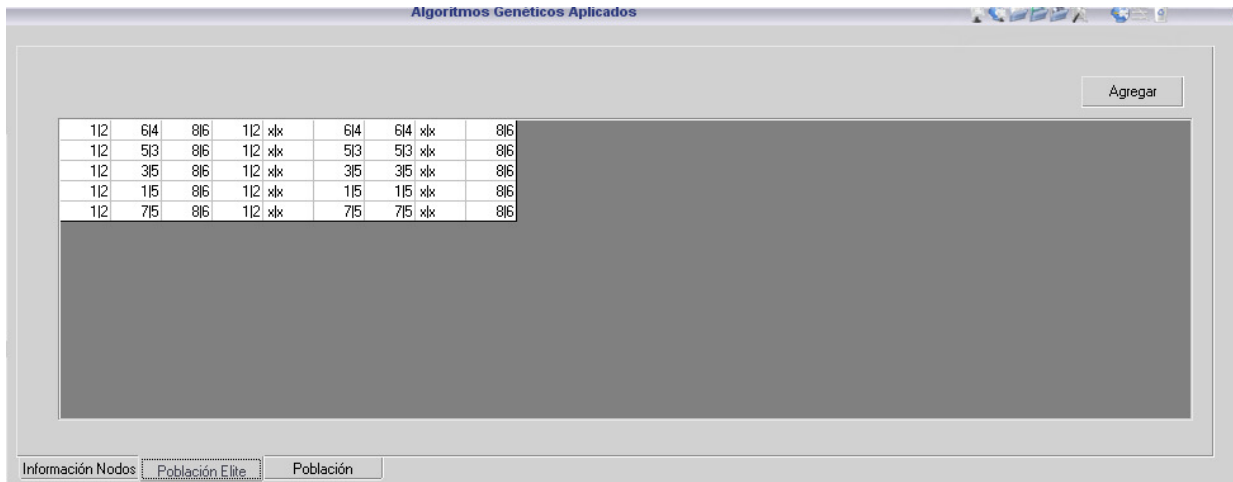 Algoritmos Genéticos Aplicados
Agregar
1|2 6|4 8|6 1|2 x|x 6|4 6|4 x|x 8|6
1|2 5|3 8|6 1|2 x|x 5|3 5|3 x|x 8|6
1|2 3|5 8|6 1|2 x|x 3|5 3|5 x|x 8|6
1|2 1|5 8|6 1|2 x|x 1|5 1|5 x|x 8|6
1|2 7|5 8|6 1|2 x|x 7|5 7|5 x|x 8|6
Información Nodos Población Elite Población